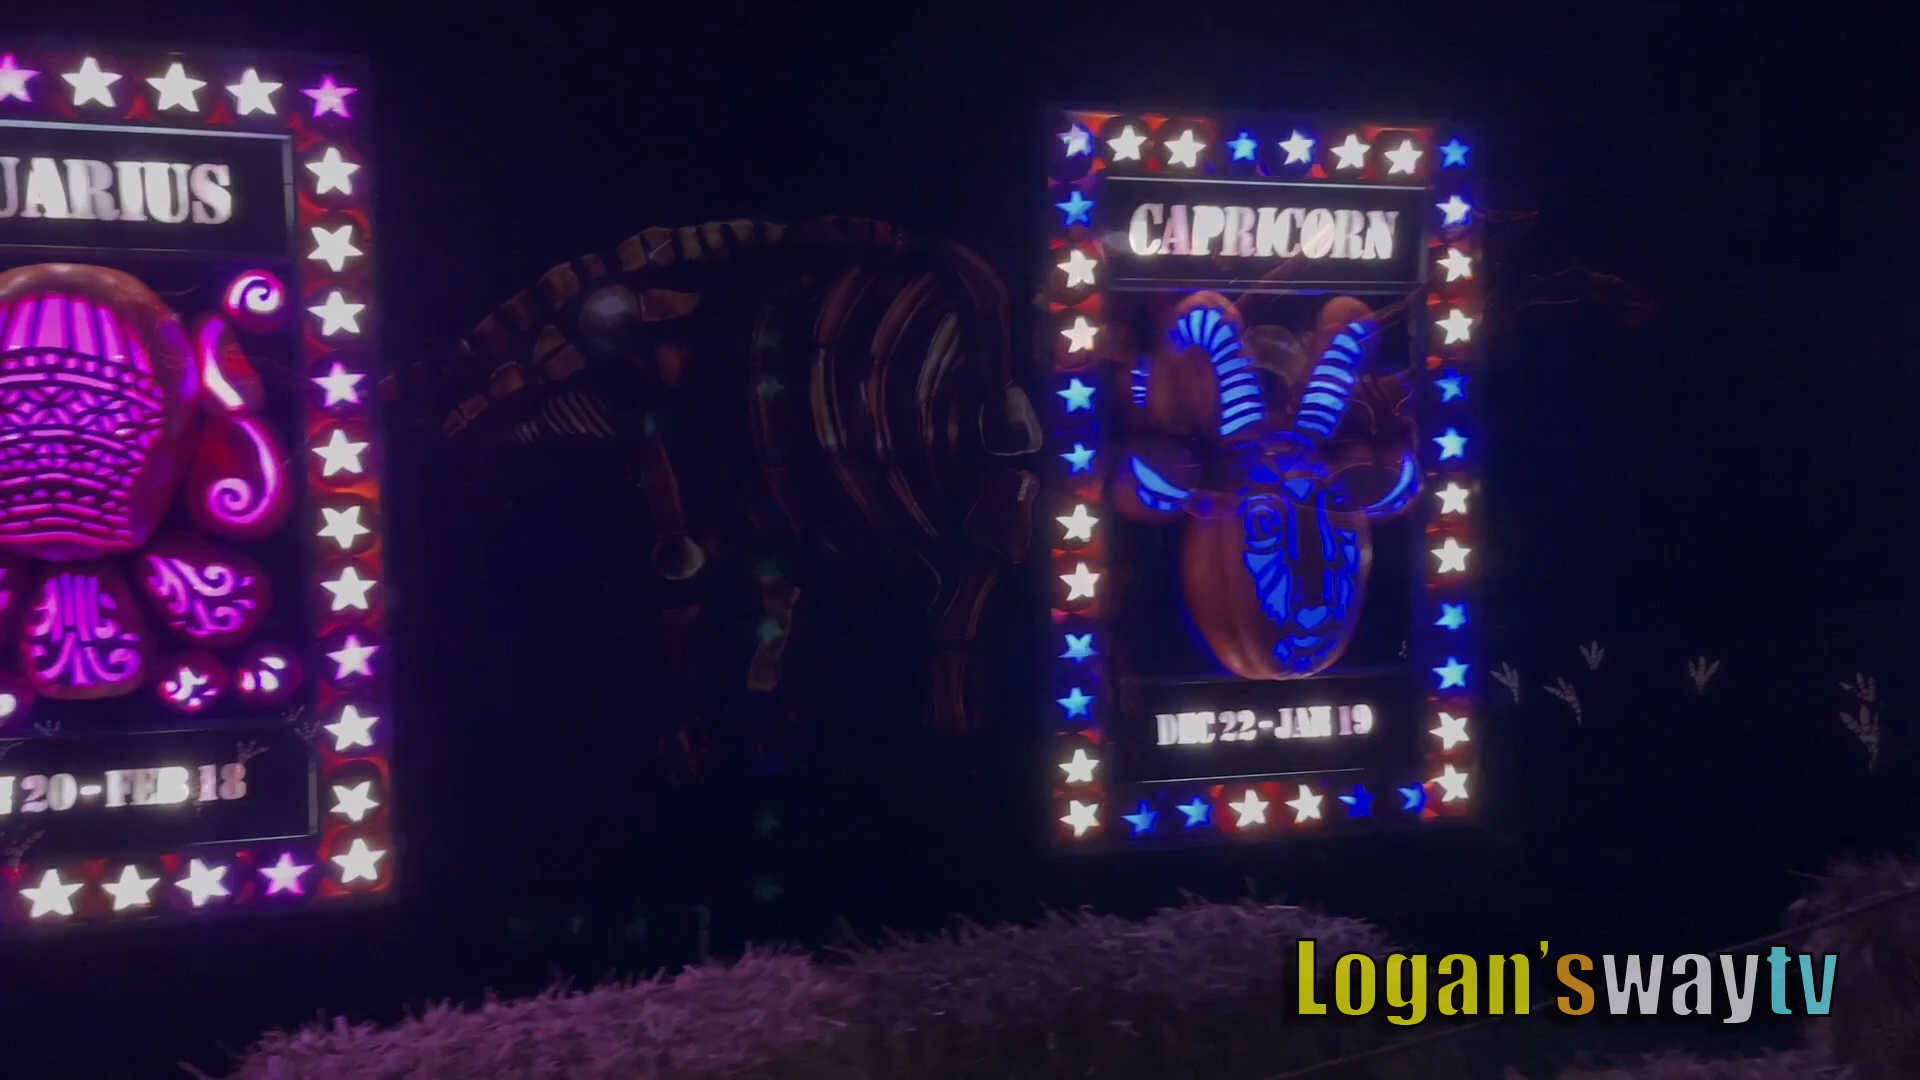 UARIUS
20-FEB 18
CAPRICORN
DEC 22-JAN 19
Logan'swaytv